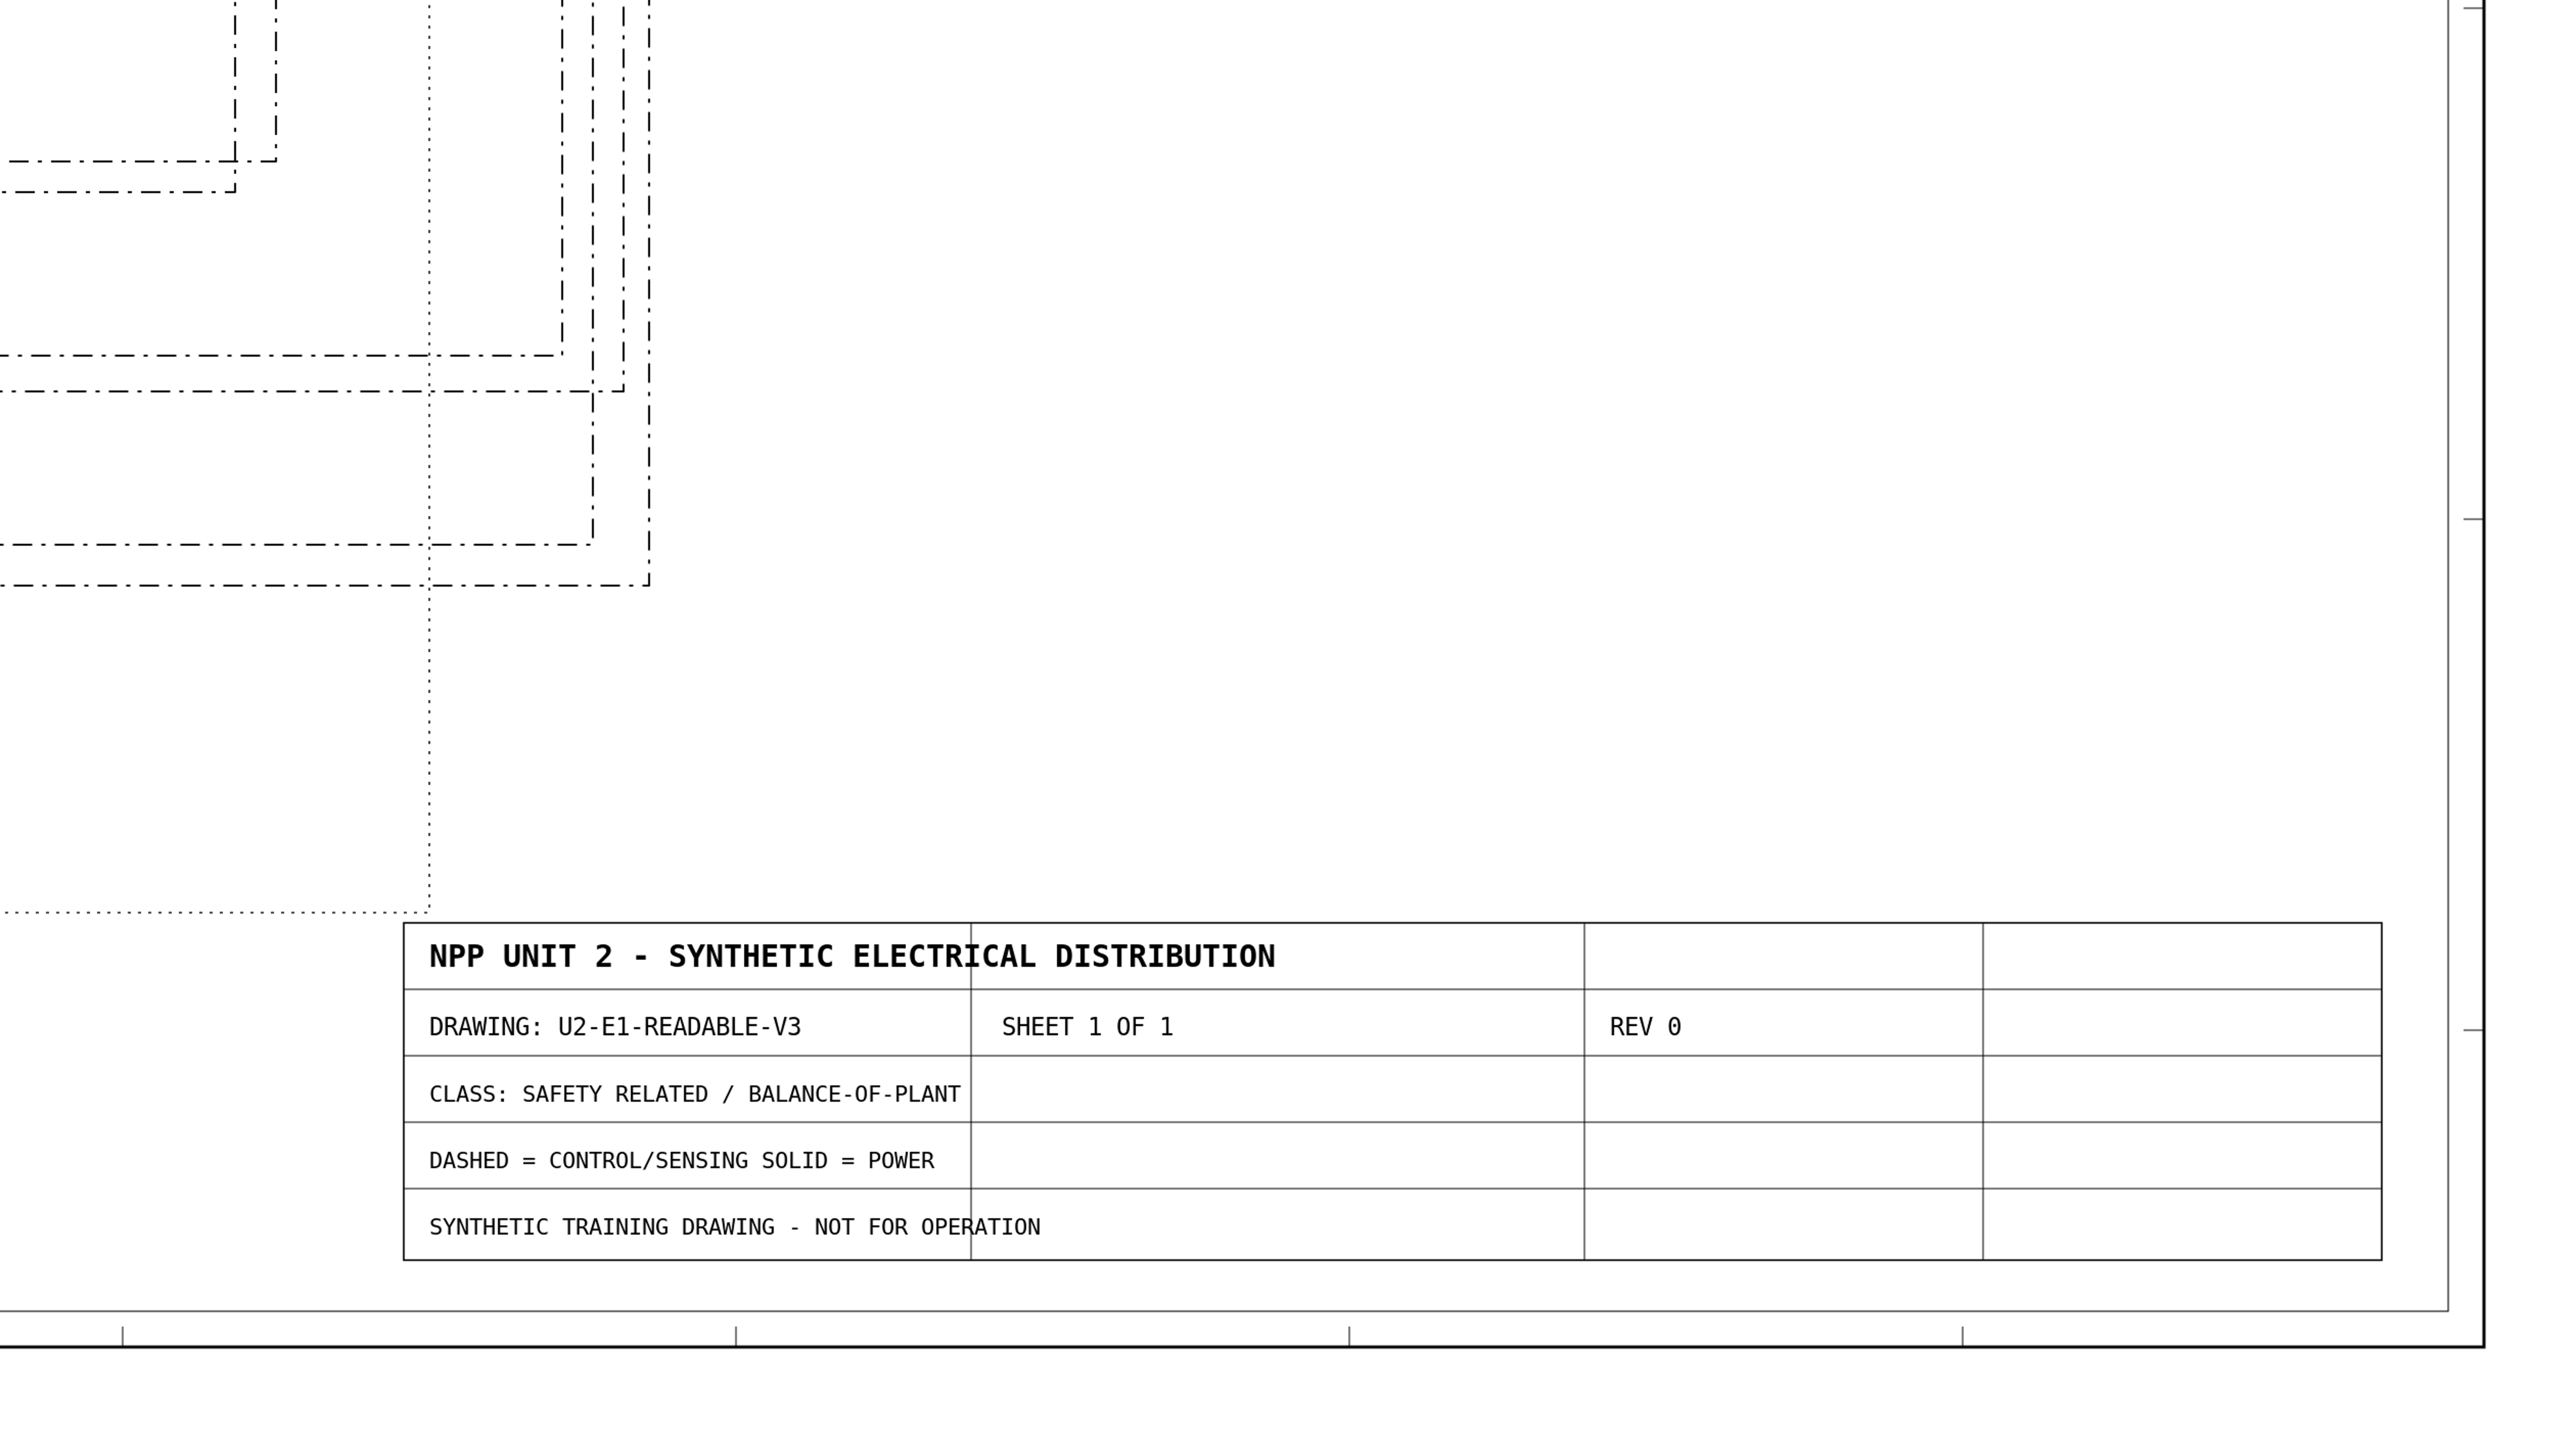 NPP UNIT 2 - SYNTHETIC ELECTRICAL DISTRIBUTION
DRAWING: U2-E1-READABLE-V3 SHEET 1 OF 1 REV 0
CLASS: SAFETY RELATED / BALANCE-OF-PLANT
DASHED = CONTROL/SENSING SOLID = POWER
SYNTHETIC TRAINING DRAWING - NOT FOR OPERATION